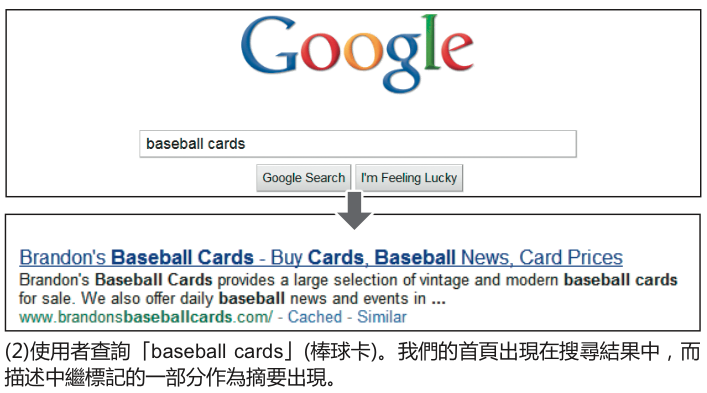 Google
baseball cards
Google Search I'm Feeling Lucky
Brandon's Baseball Cards - Buy Cards, Baseball News, Card Prices
Brandon's Baseball Cards provides a large selection of vintage and modern baseball cards
for sale. We also offer daily baseball news and events in ...
www.brandonsbaseballcards.com/ - Cached - Similar
(2)使用者查詢「baseball cards」(棒球卡)。我們的首頁出現在搜尋結果中，而
描述中繼標記的一部分作為摘要出現。